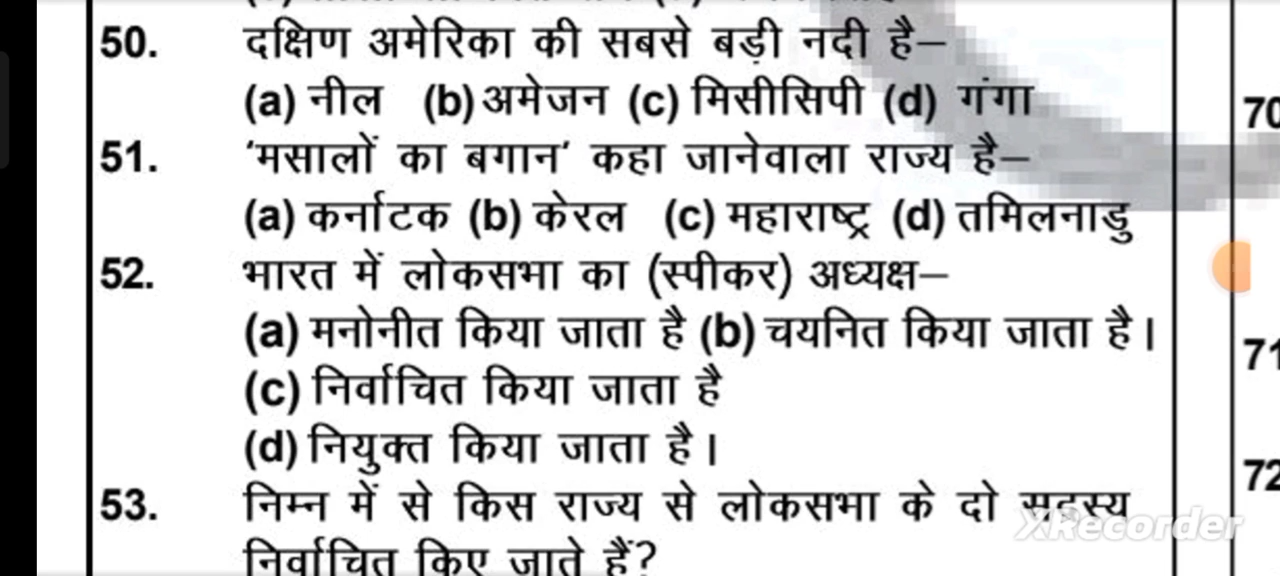 50. दक्षिण अमेरिका की सबसे बड़ी नदी है–
(a) नील (b) अमेजन (c) मिसीसिपी (d) गंगा
51. 'मसालों का बगान' कहा जानेवाला राज्य है–
(a) कर्नाटक (b) केरल (c) महाराष्ट्र (d) तमिलनाडु
52. भारत में लोकसभा का (स्पीकर) अध्यक्ष–
(a) मनोनीत किया जाता है (b) चयनित किया जाता है।
(c) निर्वाचित किया जाता है
(d) नियुक्त किया जाता है।
53. निम्न में से किस राज्य से लोकसभा के दो सदस्य
निर्वाचित किए जाते हैं?
70
71
72
XRecorder